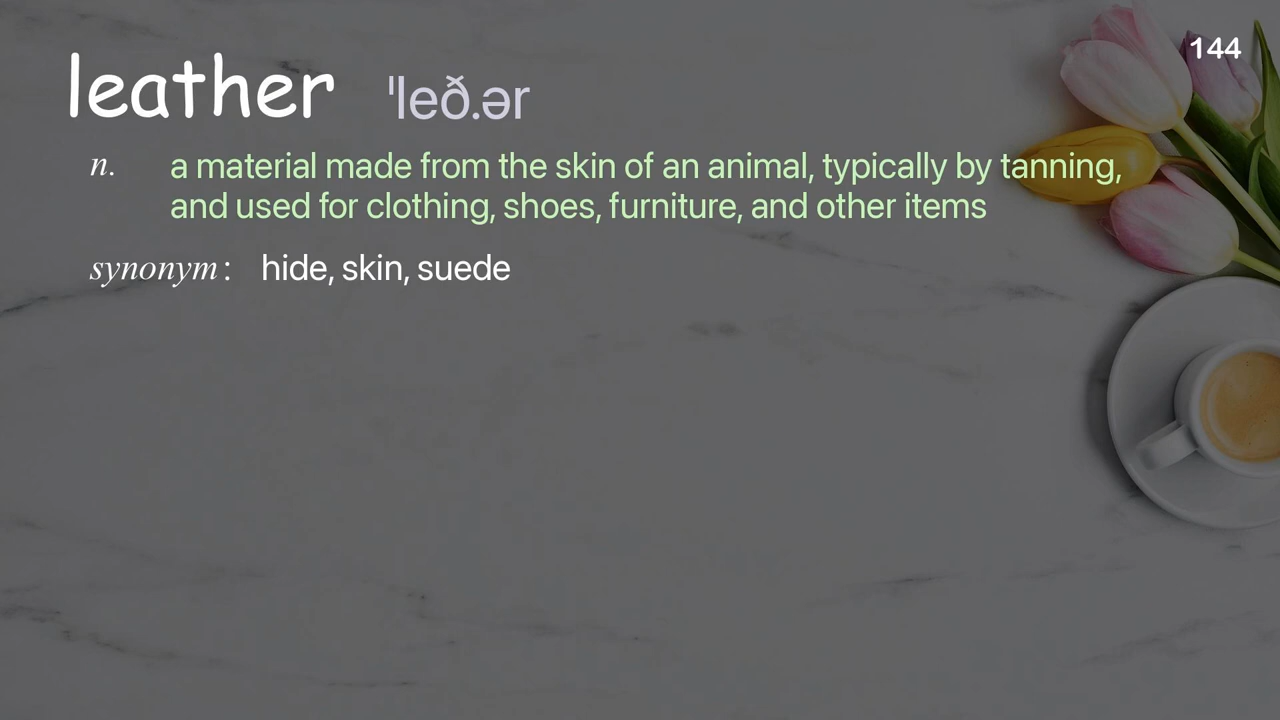 144
leather ˈleð.ər
n. a material made from the skin of an animal, typically by tanning,
and used for clothing, shoes, furniture, and other items
synonym: hide, skin, suede